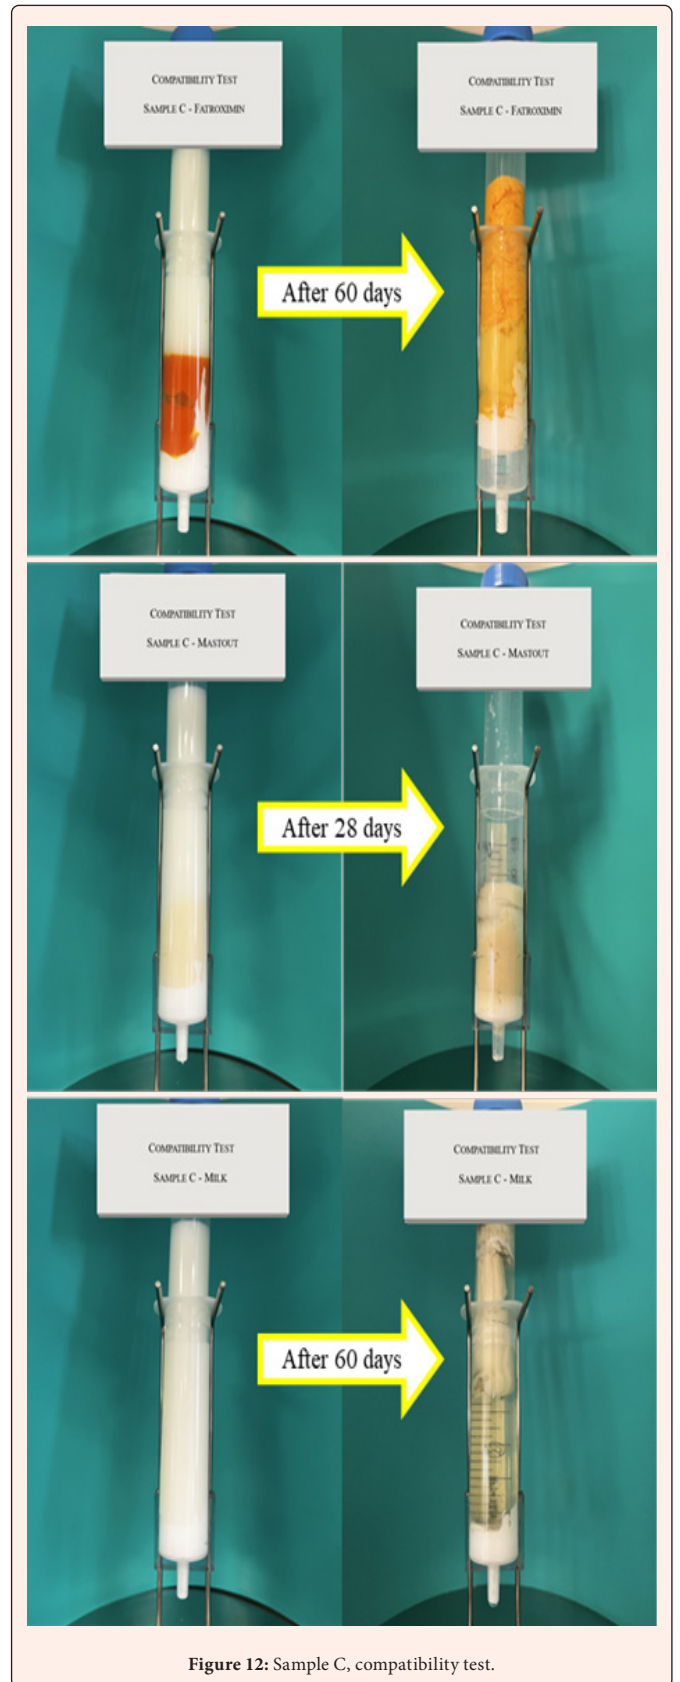 COMPATIBILITY TEST
SAMPLE C - FATROXIMIN
COMPATIBILITY TEST
SAMPLE C - FATROXIMIN
After 60 days
COMPATIBILITY TEST
SAMPLE C - MASTOUT
COMPATIBILITY TEST
SAMPLE C - MASTOUT
After 28 days
COMPATIBILITY TEST
SAMPLE C - MILK
COMPATIBILITY TEST
SAMPLE C - MILK
After 60 days
Figure 12: Sample C, compatibility test.